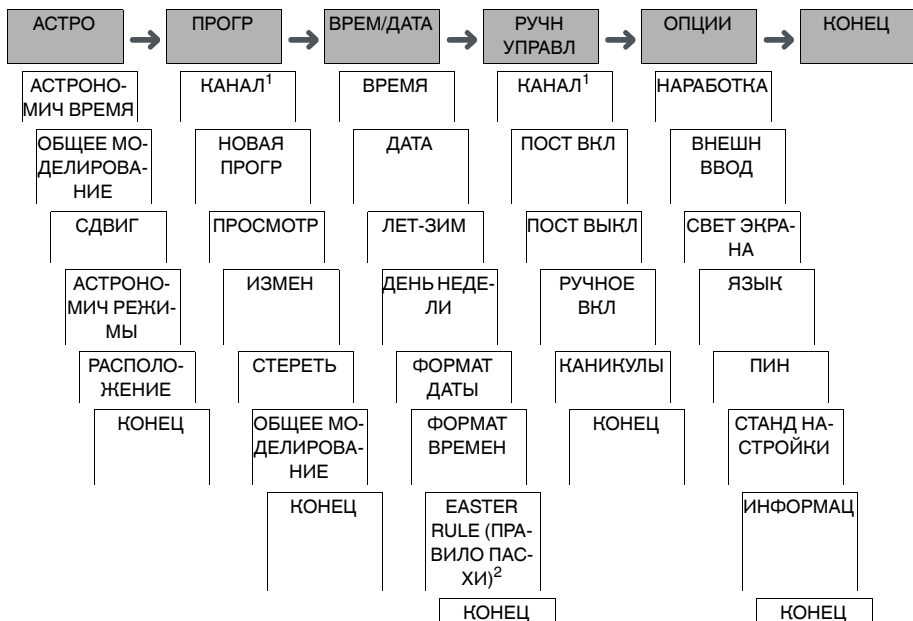 АСТРО
ПРОГР
ВРЕМ/ДАТА
РУЧН
УПРАВЛ
ОПЦИИ
КОНЕЦ
АСТРОНО-
МИЧ ВРЕМЯ
ОБЩЕЕ МО-
ДЕЛИРОВА-
НИЕ
СДВИГ
АСТРОНО-
МИЧ РЕЖИ-
МЫ
РАСПОЛО-
ЖЕНИЕ
КОНЕЦ
КАНАЛ1
НОВАЯ
ПРОГР
ПРОСМОТР
ИЗМЕН
СТЕРЕТЬ
ОБЩЕЕ МО-
ДЕЛИРОВА-
НИЕ
КОНЕЦ
ВРЕМЯ
ДАТА
ЛЕТ-ЗИМ
ДЕНЬ НЕДЕ-
ЛИ
ФОРМАТ
ДАТЫ
ФОРМАТ
ВРЕМЕН
EASTER
RULE (ПРА-
ВИЛО ПАС-
ХИ)2
КОНЕЦ
КАНАЛ1
ПОСТ ВКЛ
ПОСТ ВЫКЛ
РУЧНОЕ
ВКЛ
КАНИКУЛЫ
КОНЕЦ
НАРАБОТКА
ВНЕШН
ВВОД
СВЕТ ЭКРА-
НА
ЯЗЫК
ПИН
СТАНД НА-
СТРОЙКИ
ИНФОРМАЦ
КОНЕЦ